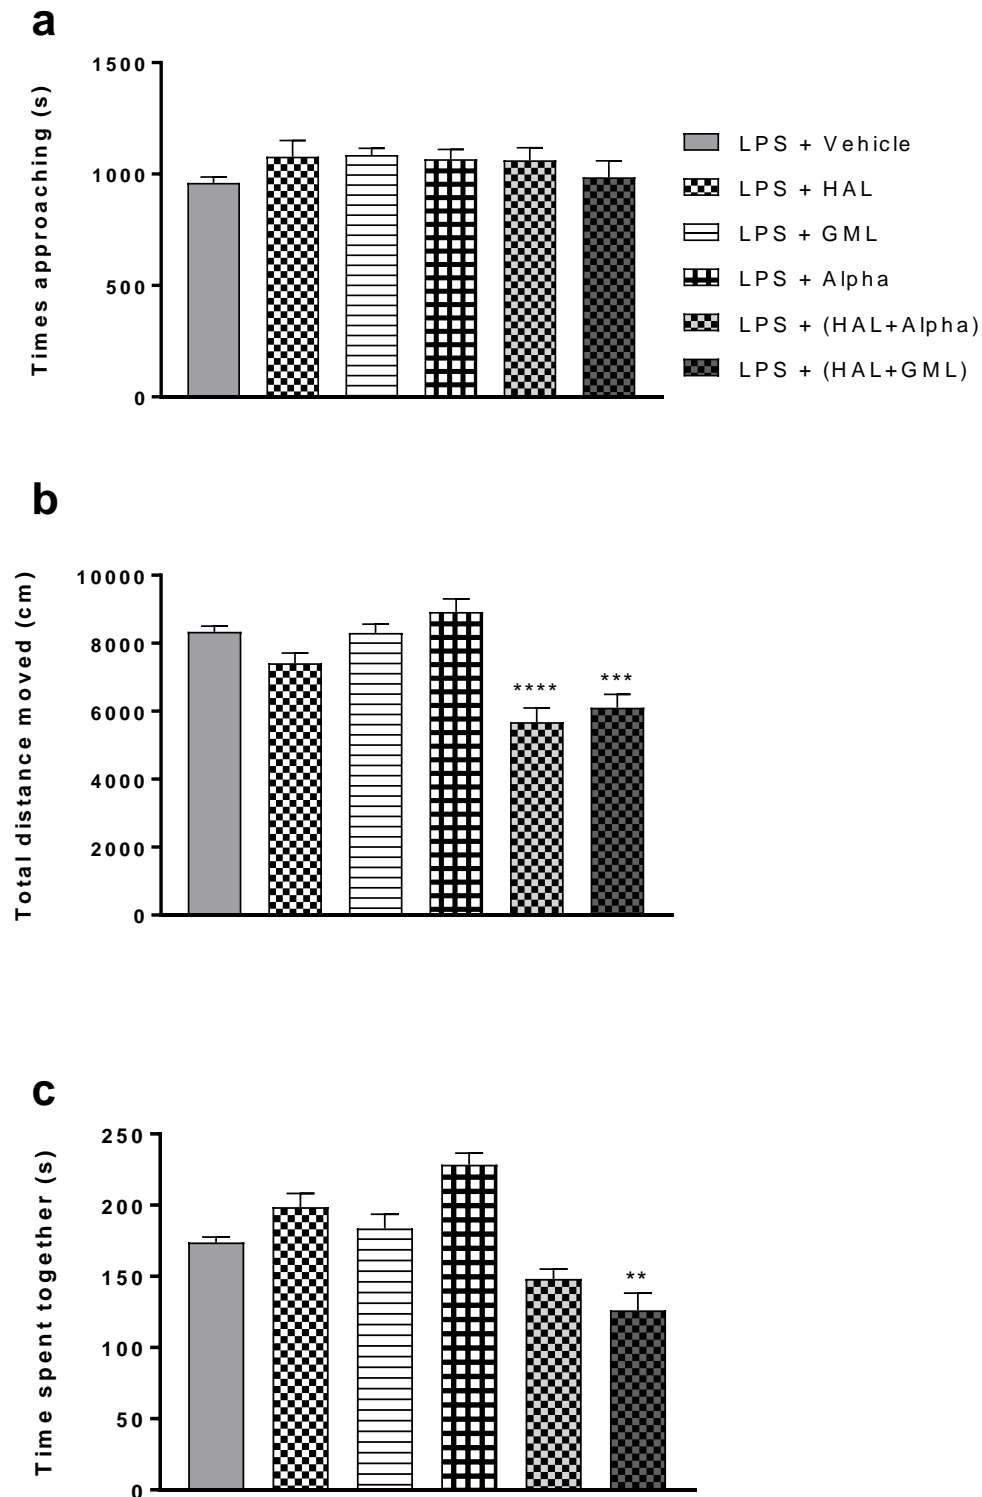 a
Times approaching (s)
1500
1000
500
0
LPS + Vehicle
LPS + HAL
LPS + GML
LPS + Alpha
LPS + (HAL+Alpha)
LPS + (HAL+GML)
b
Total distance moved (cm)
10000
8000
6000
4000
2000
0
****
***
c
Time spent together (s)
250
200
150
100
50
0
**